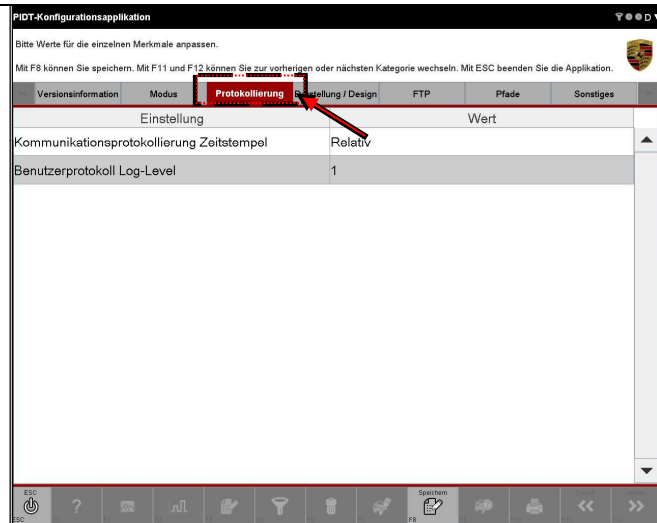 PIDT-Konfigurationsapplikation
Bitte Werte für die einzelnen Merkmale anpassen.
Mit F8 können Sie speichern. Mit F11 und F12 können Sie zur vorherigen oder nächsten Kategorie wechseln. Mit ESC beenden Sie die Applikation.
Versionsinformation Modus Protokollierung Darstellung / Design FTP Pfade Sonstiges
Einstellung Wert
Kommunikationsprotokollierung Zeitstempel Relativ
Benutzerprotokoll Log-Level 1
ESC Speichern
ESC F8